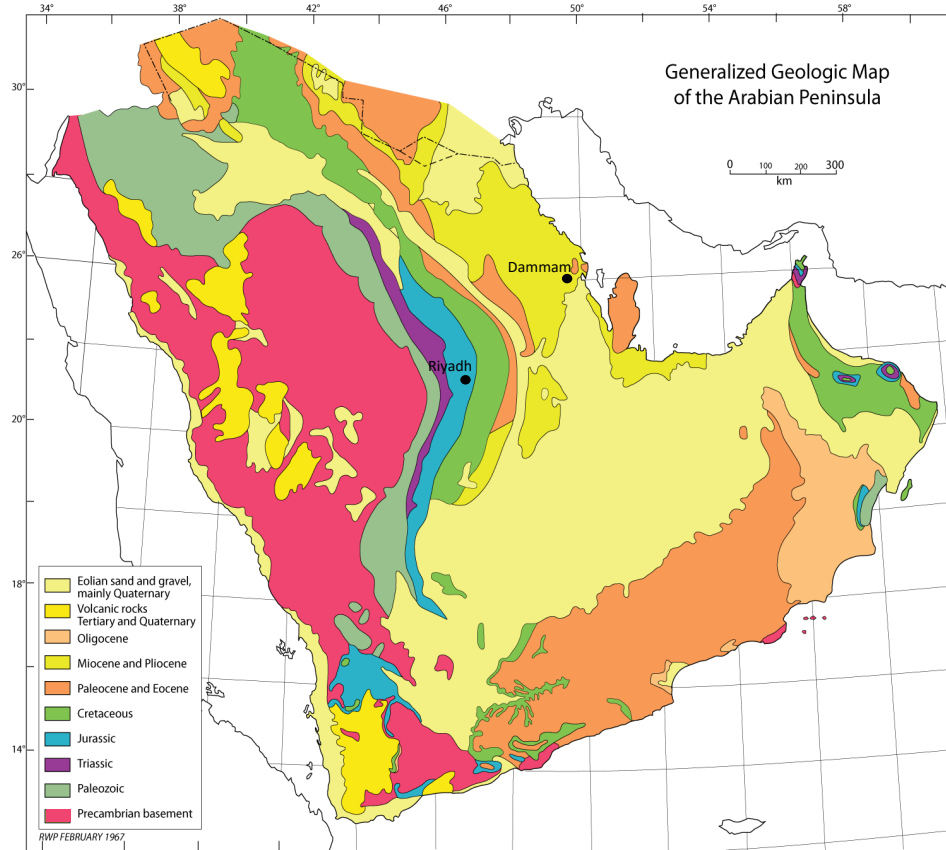 34°
38°
42°
46°
50°
54°
58°
Generalized Geologic Map
of the Arabian Peninsula
30°
0 100 200 300
km
26°
Dammam
Riyadh
20°
18°
14°
Eolian sand and gravel,
mainly Quaternary
Volcanic rocks
Tertiary and Quaternary
Oligocene
Miocene and Pliocene
Paleocene and Eocene
Cretaceous
Jurassic
Triassic
Paleozoic
Precambrian basement
RWP FEBRUARY 1967